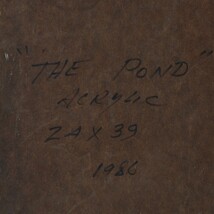 "THE POND"
ACRYLIC
24 X 39
1986